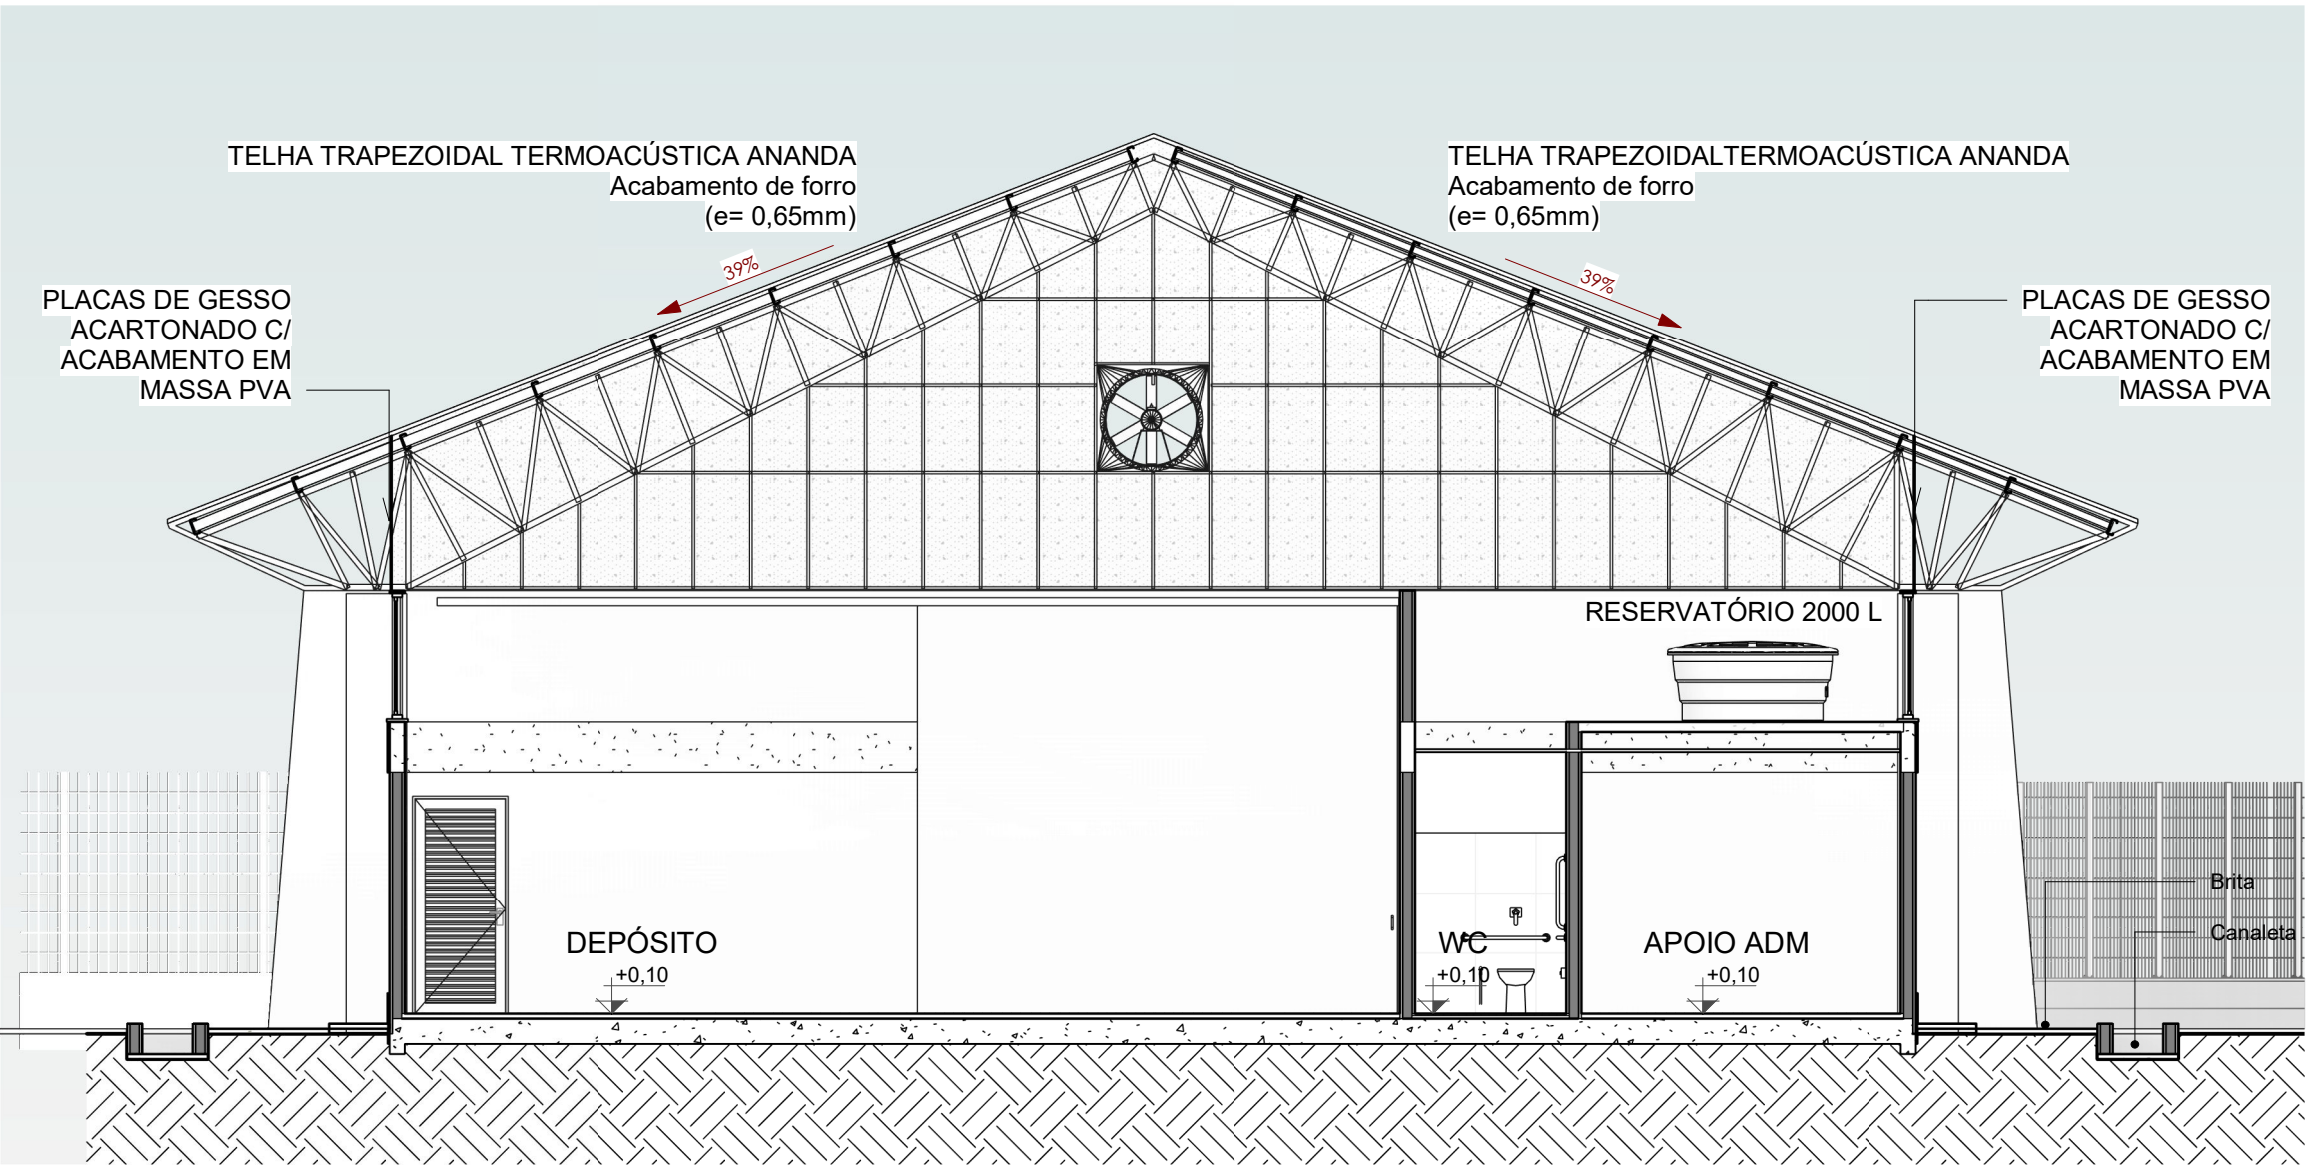 TELHA TRAPEZOIDAL TERMOACÚSTICA ANANDA
Acabamento de forro
(e= 0,65mm)
TELHA TRAPEZOIDALTERMOACÚSTICA ANANDA
Acabamento de forro
(e= 0,65mm)
39%
39%
PLACAS DE GESSO
ACARTONADO C/
ACABAMENTO EM
MASSA PVA
PLACAS DE GESSO
ACARTONADO C/
ACABAMENTO EM
MASSA PVA
RESERVATÓRIO 2000 L
DEPÓSITO
+0,10
WC
+0,10
APOIO ADM
+0,10
Brita
Canaleta